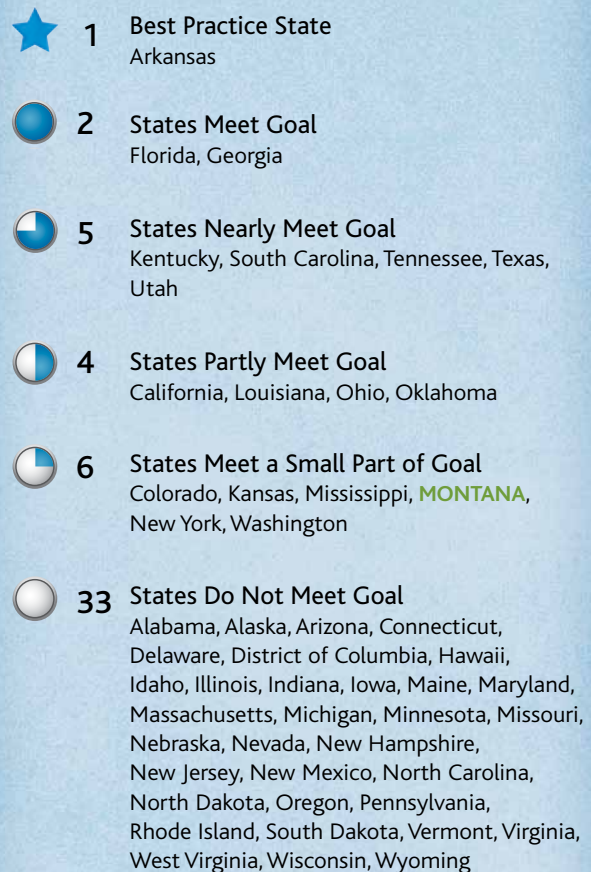 1 Best Practice State
Arkansas
2 States Meet Goal
Florida, Georgia
5 States Nearly Meet Goal
Kentucky, South Carolina, Tennessee, Texas,
Utah
4 States Partly Meet Goal
California, Louisiana, Ohio, Oklahoma
6 States Meet a Small Part of Goal
Colorado, Kansas, Mississippi, MONTANA,
New York, Washington
33 States Do Not Meet Goal
Alabama, Alaska, Arizona, Connecticut,
Delaware, District of Columbia, Hawaii,
Idaho, Illinois, Indiana, Iowa, Maine, Maryland,
Massachusetts, Michigan, Minnesota, Missouri,
Nebraska, Nevada, New Hampshire,
New Jersey, New Mexico, North Carolina,
North Dakota, Oregon, Pennsylvania,
Rhode Island, South Dakota, Vermont, Virginia,
West Virginia, Wisconsin, Wyoming